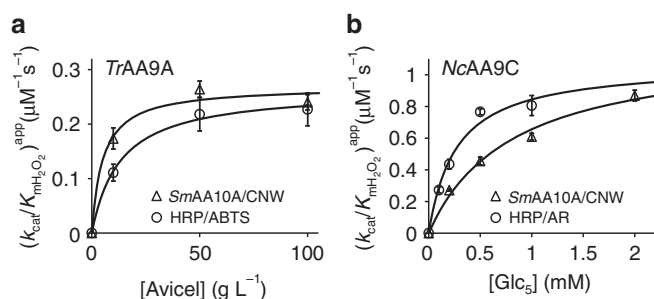 a
TrAA9A
(kcat/KmH2O2)app(μM−1 s−1)
0.3
0.2
0.1
0
SmAA10A/CNW
HRP/ABTS
0 50 100
[Avicel] (g L−1)
b
NcAA9C
(kcat/KmH2O2)app(μM−1 s−1)
1
0.8
0.6
0.4
0.2
0
SmAA10A/CNW
HRP/AR
0 0.5 1 1.5 2
[Glc5] (mM)